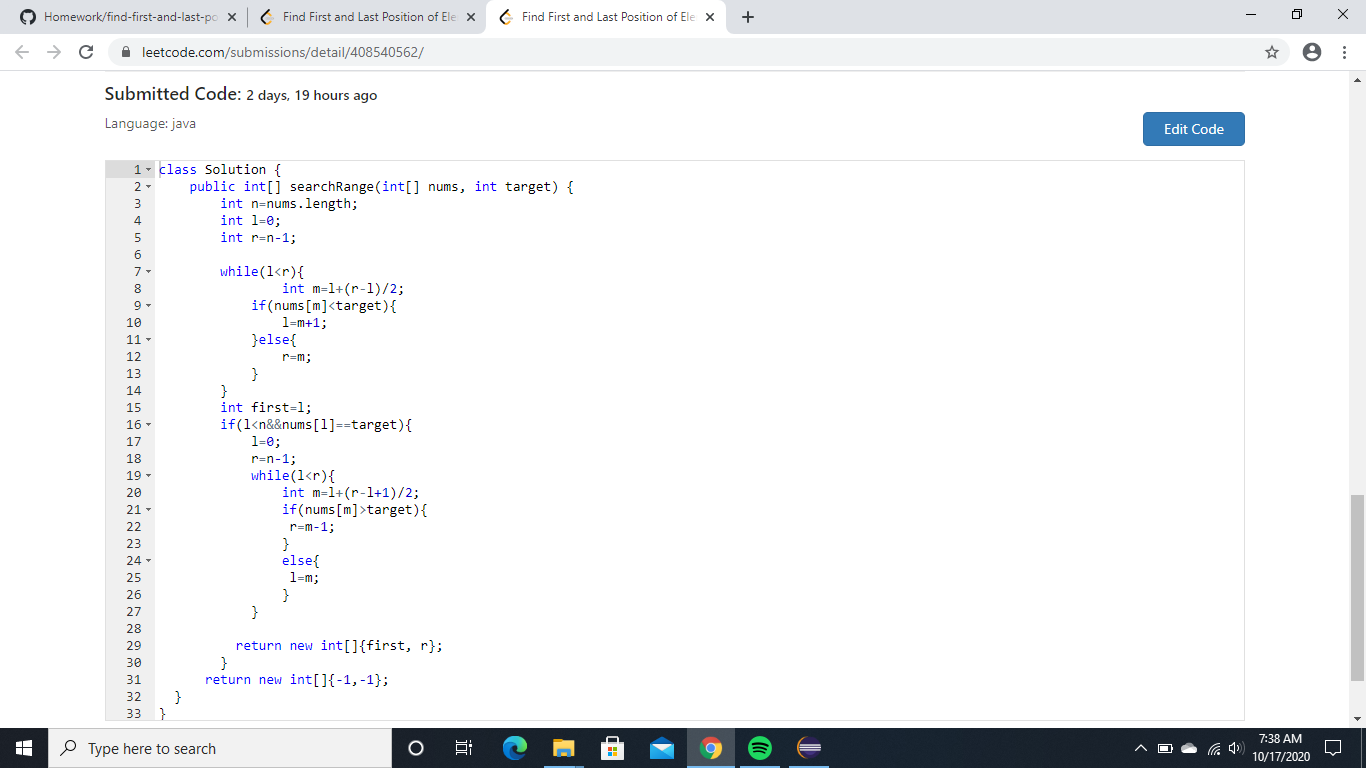 Homework/find-first-and-last-po
Find First and Last Position of Ele
Find First and Last Position of Ele
leetcode.com/submissions/detail/408540562/
Submitted Code: 2 days, 19 hours ago
Language: java
Edit Code
1 class Solution {
2     public int[] searchRange(int[] nums, int target) {
3         int n=nums.length;
4         int l=0;
5         int r=n-1;
6
7         while(l<r){
8                 int m=l+(r-l)/2;
9             if(nums[m]<target){
10                 l=m+1;
11             }else{
12                 r=m;
13             }
14         }
15         int first=l;
16         if(l<n&&nums[l]==target){
17             l=0;
18             r=n-1;
19             while(l<r){
20                 int m=l+(r-l+1)/2;
21                 if(nums[m]>target){
22                  r=m-1;
23                 }
24                 else{
25                  l=m;
26                 }
27             }
28
29           return new int[]{first, r};
30         }
31       return new int[]{-1,-1};
32   }
33 }
Type here to search
7:38 AM
10/17/2020